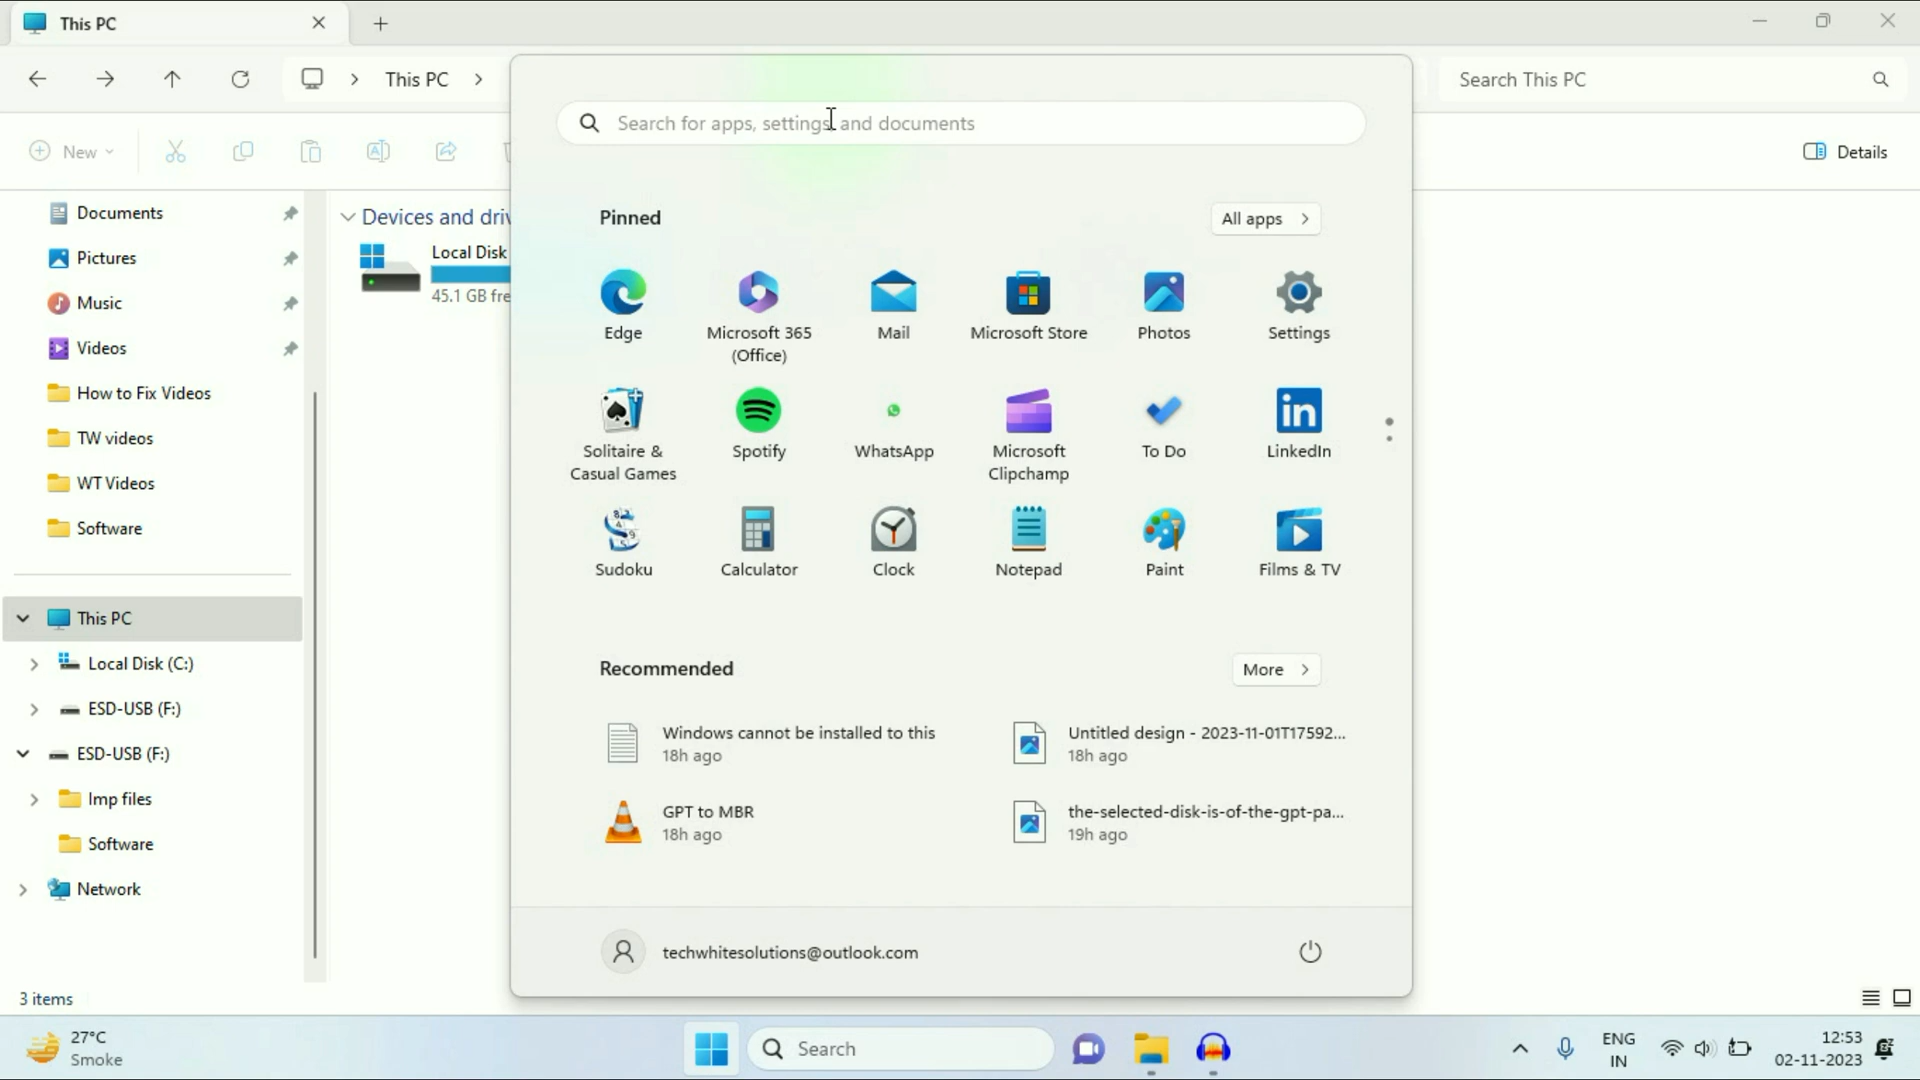 This PC
This PC
Search This PC
Search for apps, settings, and documents
New
Details
Documents
Pictures
Music
Videos
How to Fix Videos
TW videos
WT Videos
Software
This PC
Local Disk (C:)
ESD-USB (F:)
ESD-USB (F:)
Imp files
Software
Network
3 items
Devices and driv
Local Disk
45.1 GB fre
Pinned
All apps
Edge
Microsoft 365
(Office)
Mail
Microsoft Store
Photos
Settings
Solitaire &
Casual Games
Spotify
WhatsApp
Microsoft
Clipchamp
To Do
LinkedIn
Sudoku
Calculator
Clock
Notepad
Paint
Films & TV
Recommended
More
Windows cannot be installed to this
18h ago
Untitled design - 2023-11-01T17592...
18h ago
GPT to MBR
18h ago
the-selected-disk-is-of-the-gpt-pa...
19h ago
techwhitesolutions@outlook.com
27°C
Smoke
Search
ENG
IN
12:53
02-11-2023